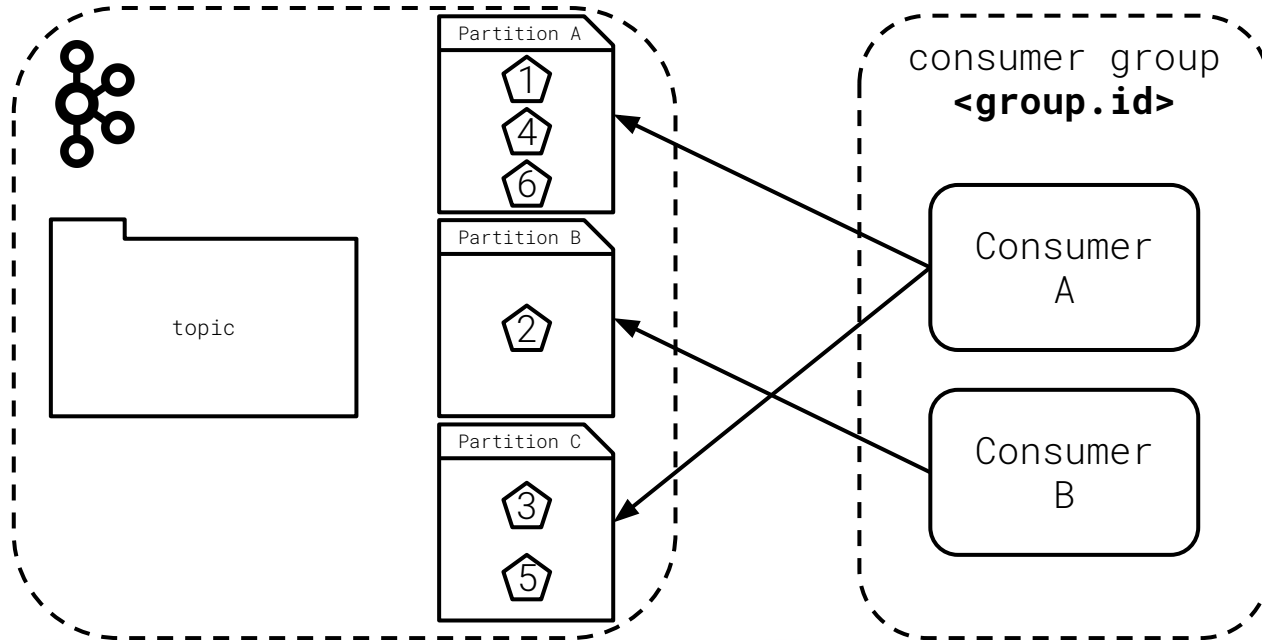 Partition A
1
4
6
topic
Partition B
2
Partition C
3
5
consumer group
<group.id>
Consumer
A
Consumer
B